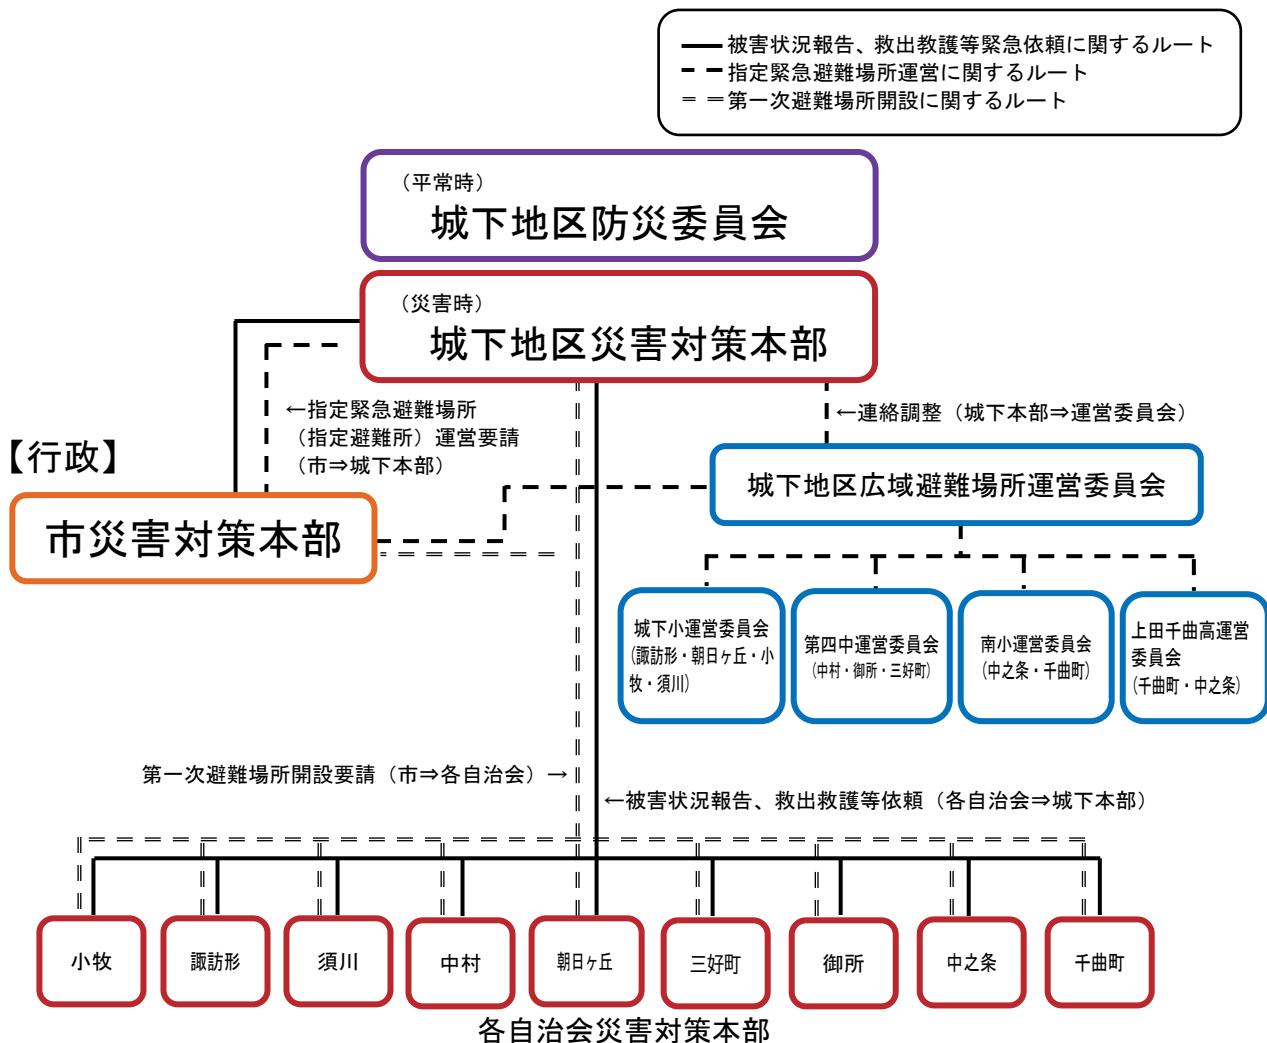 被害状況報告、救出救護等緊急依頼に関するルート
指定緊急避難場所運営に関するルート
第一次避難場所開設に関するルート
（平常時）
城下地区防災委員会
（災害時）
城下地区災害対策本部
←指定緊急避難場所
（指定避難所）運営要請
（市⇒城下本部）
←連絡調整（城下本部⇒運営委員会）
【行政】
市災害対策本部
城下地区広域避難場所運営委員会
城下小運営委員会
(諏訪形・朝日ヶ丘・小
牧・須川)
第四中運営委員会
(中村・御所・三好町)
南小運営委員会
(中之条・千曲町)
上田千曲高運営
委員会
(千曲町・中之条)
第一次避難場所開設要請（市⇒各自治会）→
←被害状況報告、救出救護等依頼（各自治会⇒城下本部）
小牧
諏訪形
須川
中村
朝日ヶ丘
三好町
御所
中之条
千曲町
各自治会災害対策本部